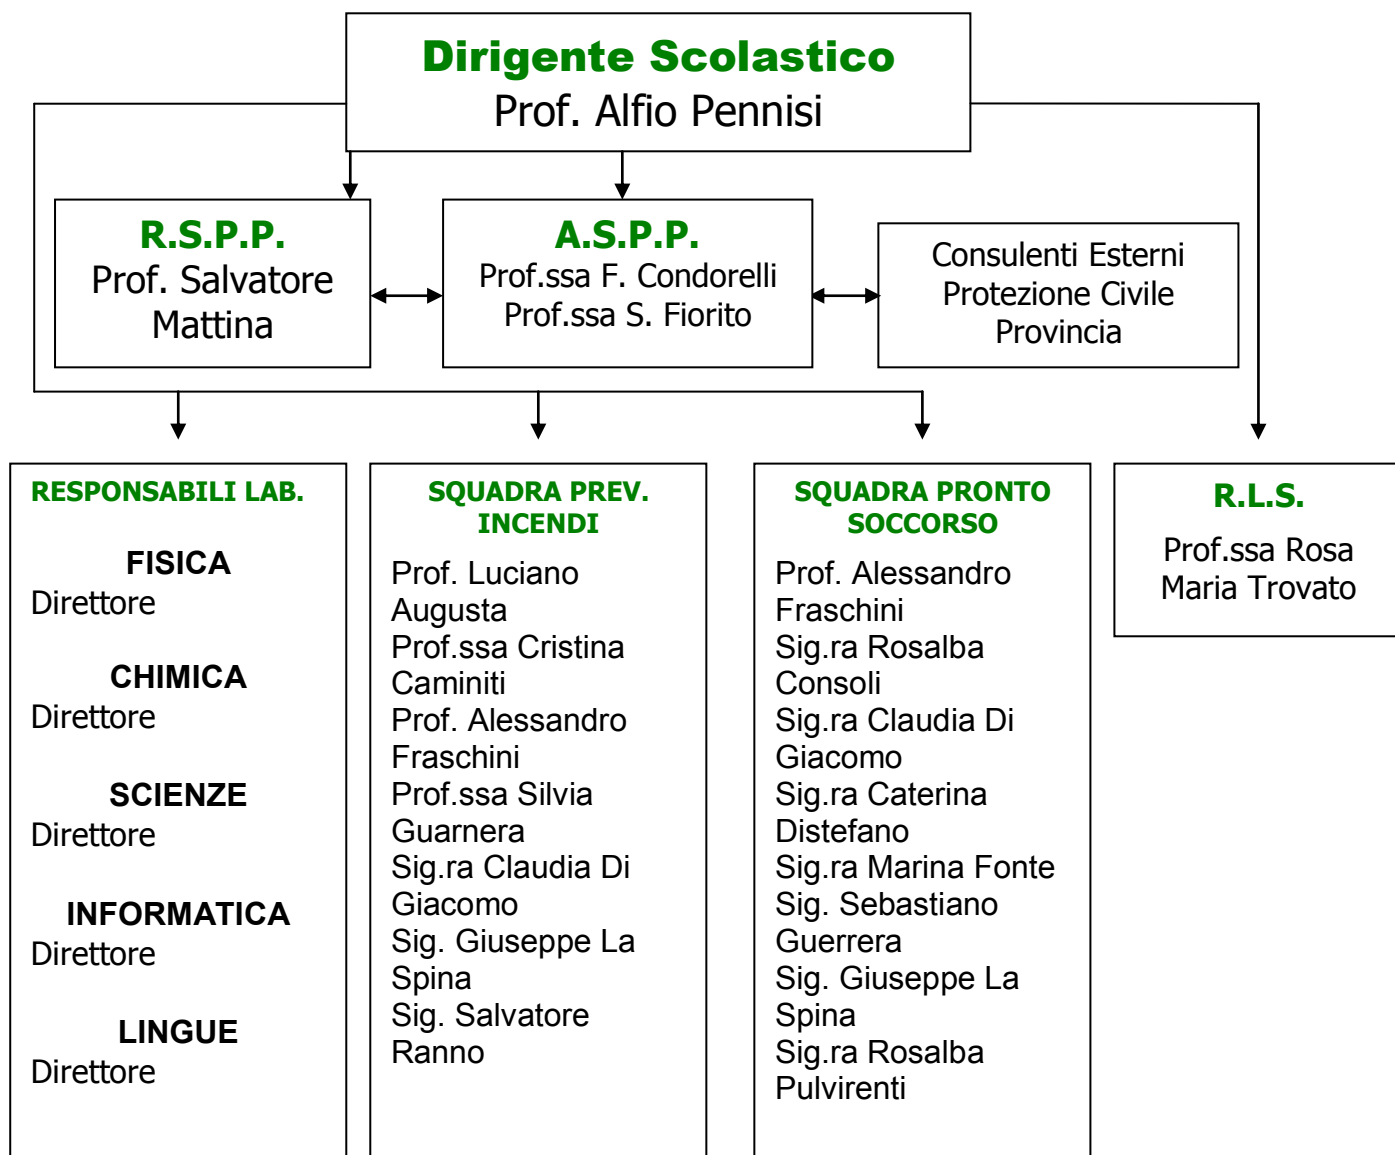 Dirigente Scolastico
Prof. Alfio Pennisi
R.S.P.P.
Prof. Salvatore
Mattina
A.S.P.P.
Prof.ssa F. Condorelli
Prof.ssa S. Fiorito
Consulenti Esterni
Protezione Civile
Provincia
RESPONSABILI LAB.
FISICA
Direttore
CHIMICA
Direttore
SCIENZE
Direttore
INFORMATICA
Direttore
LINGUE
Direttore
SQUADRA PREV.
INCENDI
Prof. Luciano
Augusta
Prof.ssa Cristina
Caminiti
Prof. Alessandro
Fraschini
Prof.ssa Silvia
Guarnera
Sig.ra Claudia Di
Giacomo
Sig. Giuseppe La
Spina
Sig. Salvatore
Ranno
SQUADRA PRONTO
SOCCORSO
Prof. Alessandro
Fraschini
Sig.ra Rosalba
Consoli
Sig.ra Claudia Di
Giacomo
Sig.ra Caterina
Distefano
Sig.ra Marina Fonte
Sig. Sebastiano
Guerrera
Sig. Giuseppe La
Spina
Sig.ra Rosalba
Pulvirenti
R.L.S.
Prof.ssa Rosa
Maria Trovato